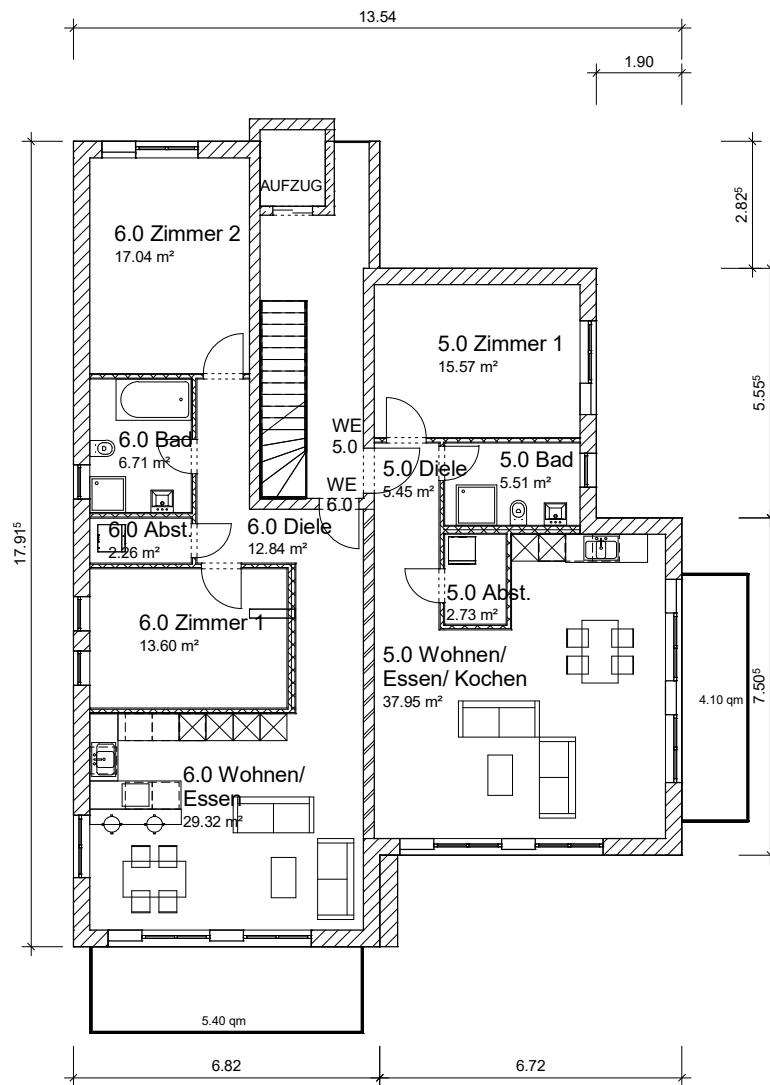 13.54
1.90
AUFZUG
6.0 Zimmer 2
17.04 m²
2.82⁵
5.0 Zimmer 1
15.57 m²
5.55⁵
WE
5.0
6.0 Bad
6.71 m²
5.0 Diele
5.45 m²
5.0 Bad
5.51 m²
WE
6.0
6.0 Abst.
2.26 m²
6.0 Diele
12.84 m²
17.91⁵
5.0 Abst.
2.73 m²
6.0 Zimmer 1
13.60 m²
5.0 Wohnen/
Essen/ Kochen
37.95 m²
4.10 qm
7.50⁵
6.0 Wohnen/
Essen
29.32 m²
5.40 qm
6.82
6.72